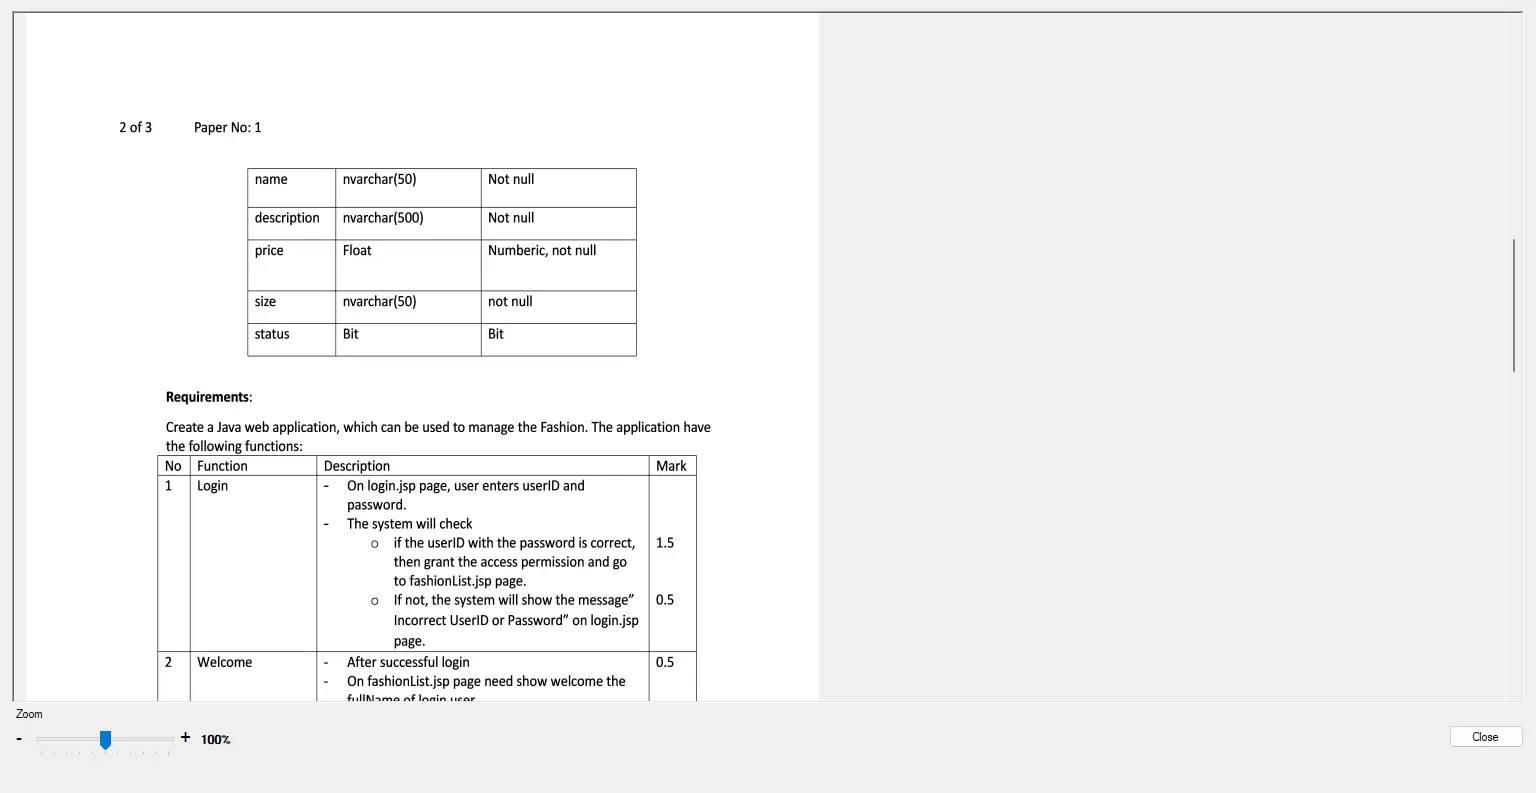 2 of 3 Paper No: 1
name nvarchar(50) Not null
description nvarchar(500) Not null
price Float Numberic, not null
size nvarchar(50) not null
status Bit Bit
Requirements:
Create a Java web application, which can be used to manage the Fashion. The application have
the following functions:
No Function Description Mark
1 Login - On login.jsp page, user enters userID and
password.
- The system will check
o if the userID with the password is correct, 1.5
then grant the access permission and go
to fashionList.jsp page.
o If not, the system will show the message” 0.5
Incorrect UserID or Password” on login.jsp
page.
2 Welcome - After successful login 0.5
- On fashionList.jsp page need show welcome the
fullName of login user
Zoom
- + 100%
Close